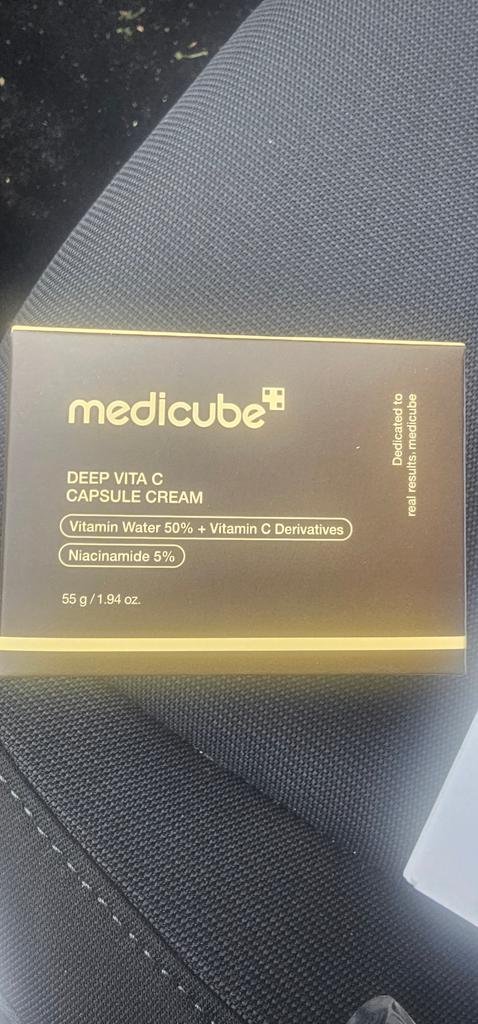 medicube
DEEP VITA C
CAPSULE CREAM
Vitamin Water 50% + Vitamin C Derivatives
Niacinamide 5%
55 g / 1.94 oz.
Dedicated to
real results, medicube